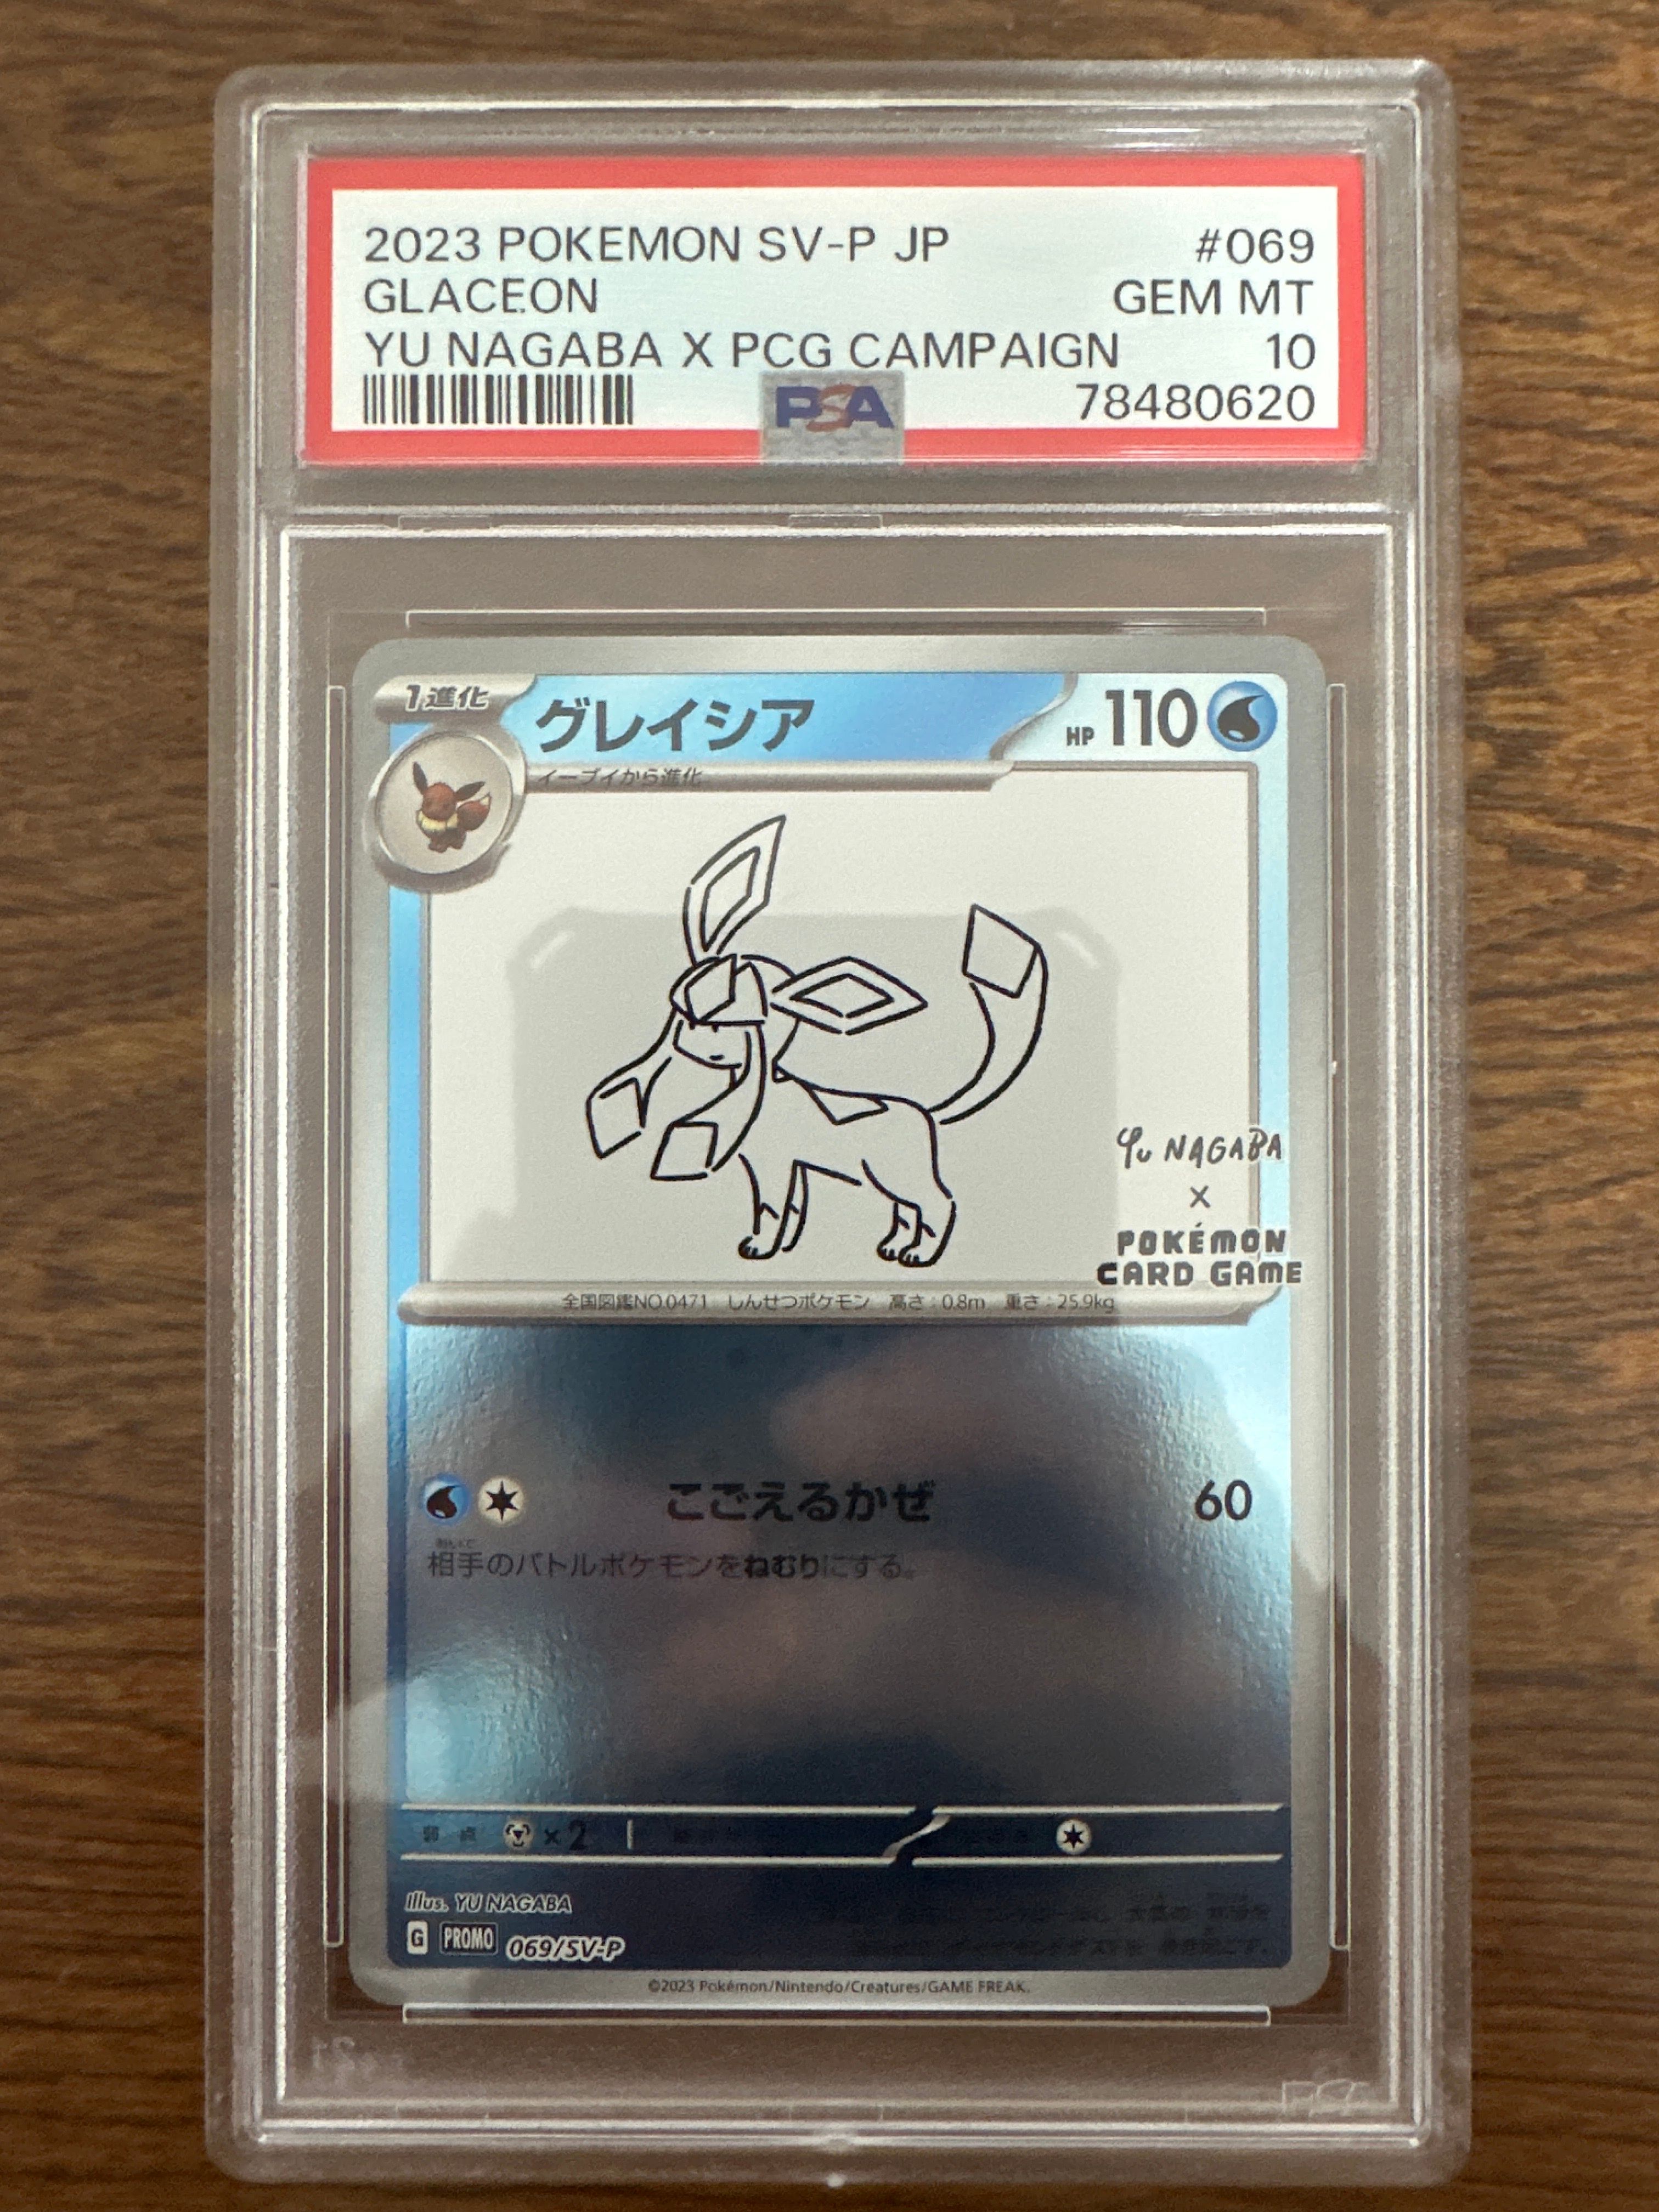 2023 POKEMON SV-P JP #069
GLACEON GEM MT
YU NAGABA X PCG CAMPAIGN 10
PSA 78480620
1進化
グレイシア HP 110
イーブイから進化
Yu NAGABA
X
POKÉMON
CARD GAME
全国図鑑NO.0471 しんせつポケモン 高さ:0.8m 重さ:25.9kg
こごえるかぜ 60
あいて
相手のバトルポケモンをねむりにする。
弱点 ×2
Illus. YU NAGABA
G PROMO 069/SV-P
©2023 Pokémon/Nintendo/Creatures/GAME FREAK.